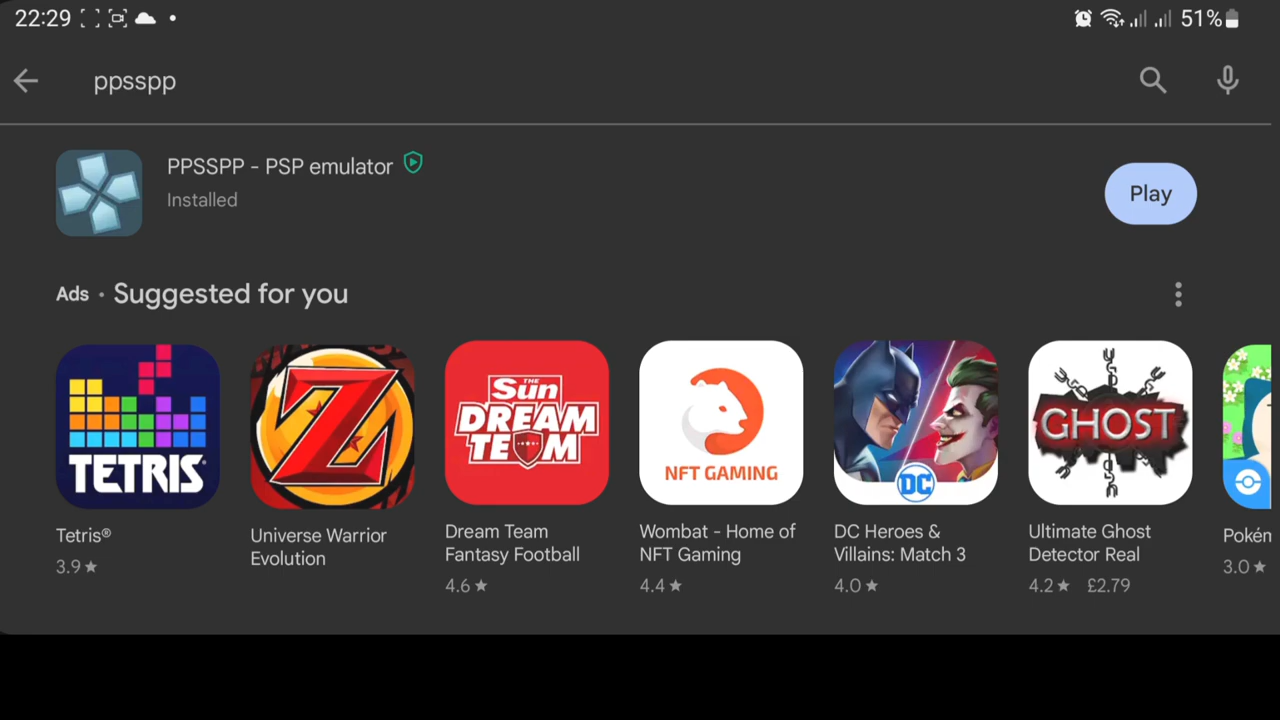 22:29
51%
ppsspp
PPSSPP - PSP emulator
Installed
Play
Ads • Suggested for you
TETRIS®
Z
THE
Sun
DREAM
TEAM
NFT GAMING
DC
GHOST
Tetris®
3.9★
Universe Warrior
Evolution
Dream Team
Fantasy Football
4.6★
Wombat - Home of
NFT Gaming
4.4★
DC Heroes &
Villains: Match 3
4.0★
Ultimate Ghost
Detector Real
4.2★ £2.79
Pokém
3.0★